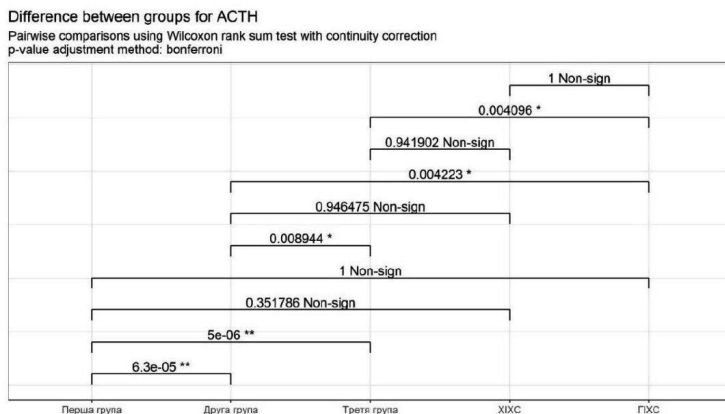 Difference between groups for ACTH
Pairwise comparisons using Wilcoxon rank sum test with continuity correction
p-value adjustment method: bonferroni
1 Non-sign
0.004096 *
0.941902 Non-sign
0.004223 *
0.946475 Non-sign
0.008944 *
1 Non-sign
0.351786 Non-sign
5e-06 **
6.3e-05 **
Перша група Друга група Третя група ХІХС ГІХС